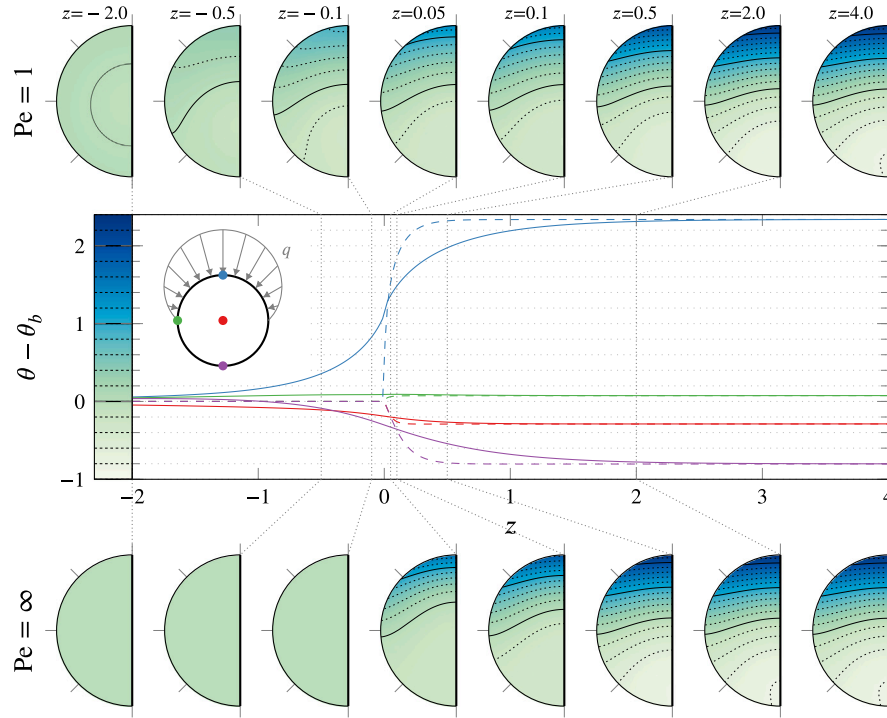 z=−2.0 z=−0.5 z=−0.1 z=0.05 z=0.1 z=0.5 z=2.0 z=4.0
Pe = 1
q
θ − θ_b
2
1
0
−1
−2 −1 0 1 2 3 4
z
Pe = ∞